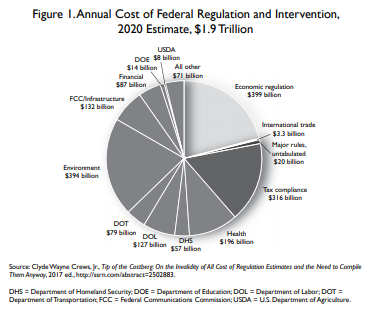 Figure 1. Annual Cost of Federal Regulation and Intervention,
2020 Estimate, $1.9 Trillion
USDA
$8 billion
DOE
$14 billion
All other
$71 billion
Financial
$87 billion
Economic regulation
$399 billion
FCC/Infrastructure
$132 billion
International trade
$3.3 billion
Major rules,
untabulated
$20 billion
Environment
$394 billion
Tax compliance
$316 billion
DOT
$79 billion
DOL
$127 billion
DHS
$57 billion
Health
$196 billion
Source: Clyde Wayne Crews, Jr., Tip of the Costberg: On the Invalidity of All Cost of Regulation Estimates and the Need to Compile
Them Anyway, 2017 ed., http://ssrn.com/abstract=2502883.
DHS = Department of Homeland Security; DOE = Department of Education; DOL = Department of Labor; DOT =
Department of Transportation; FCC = Federal Communications Commission; USDA = U.S. Department of Agriculture.